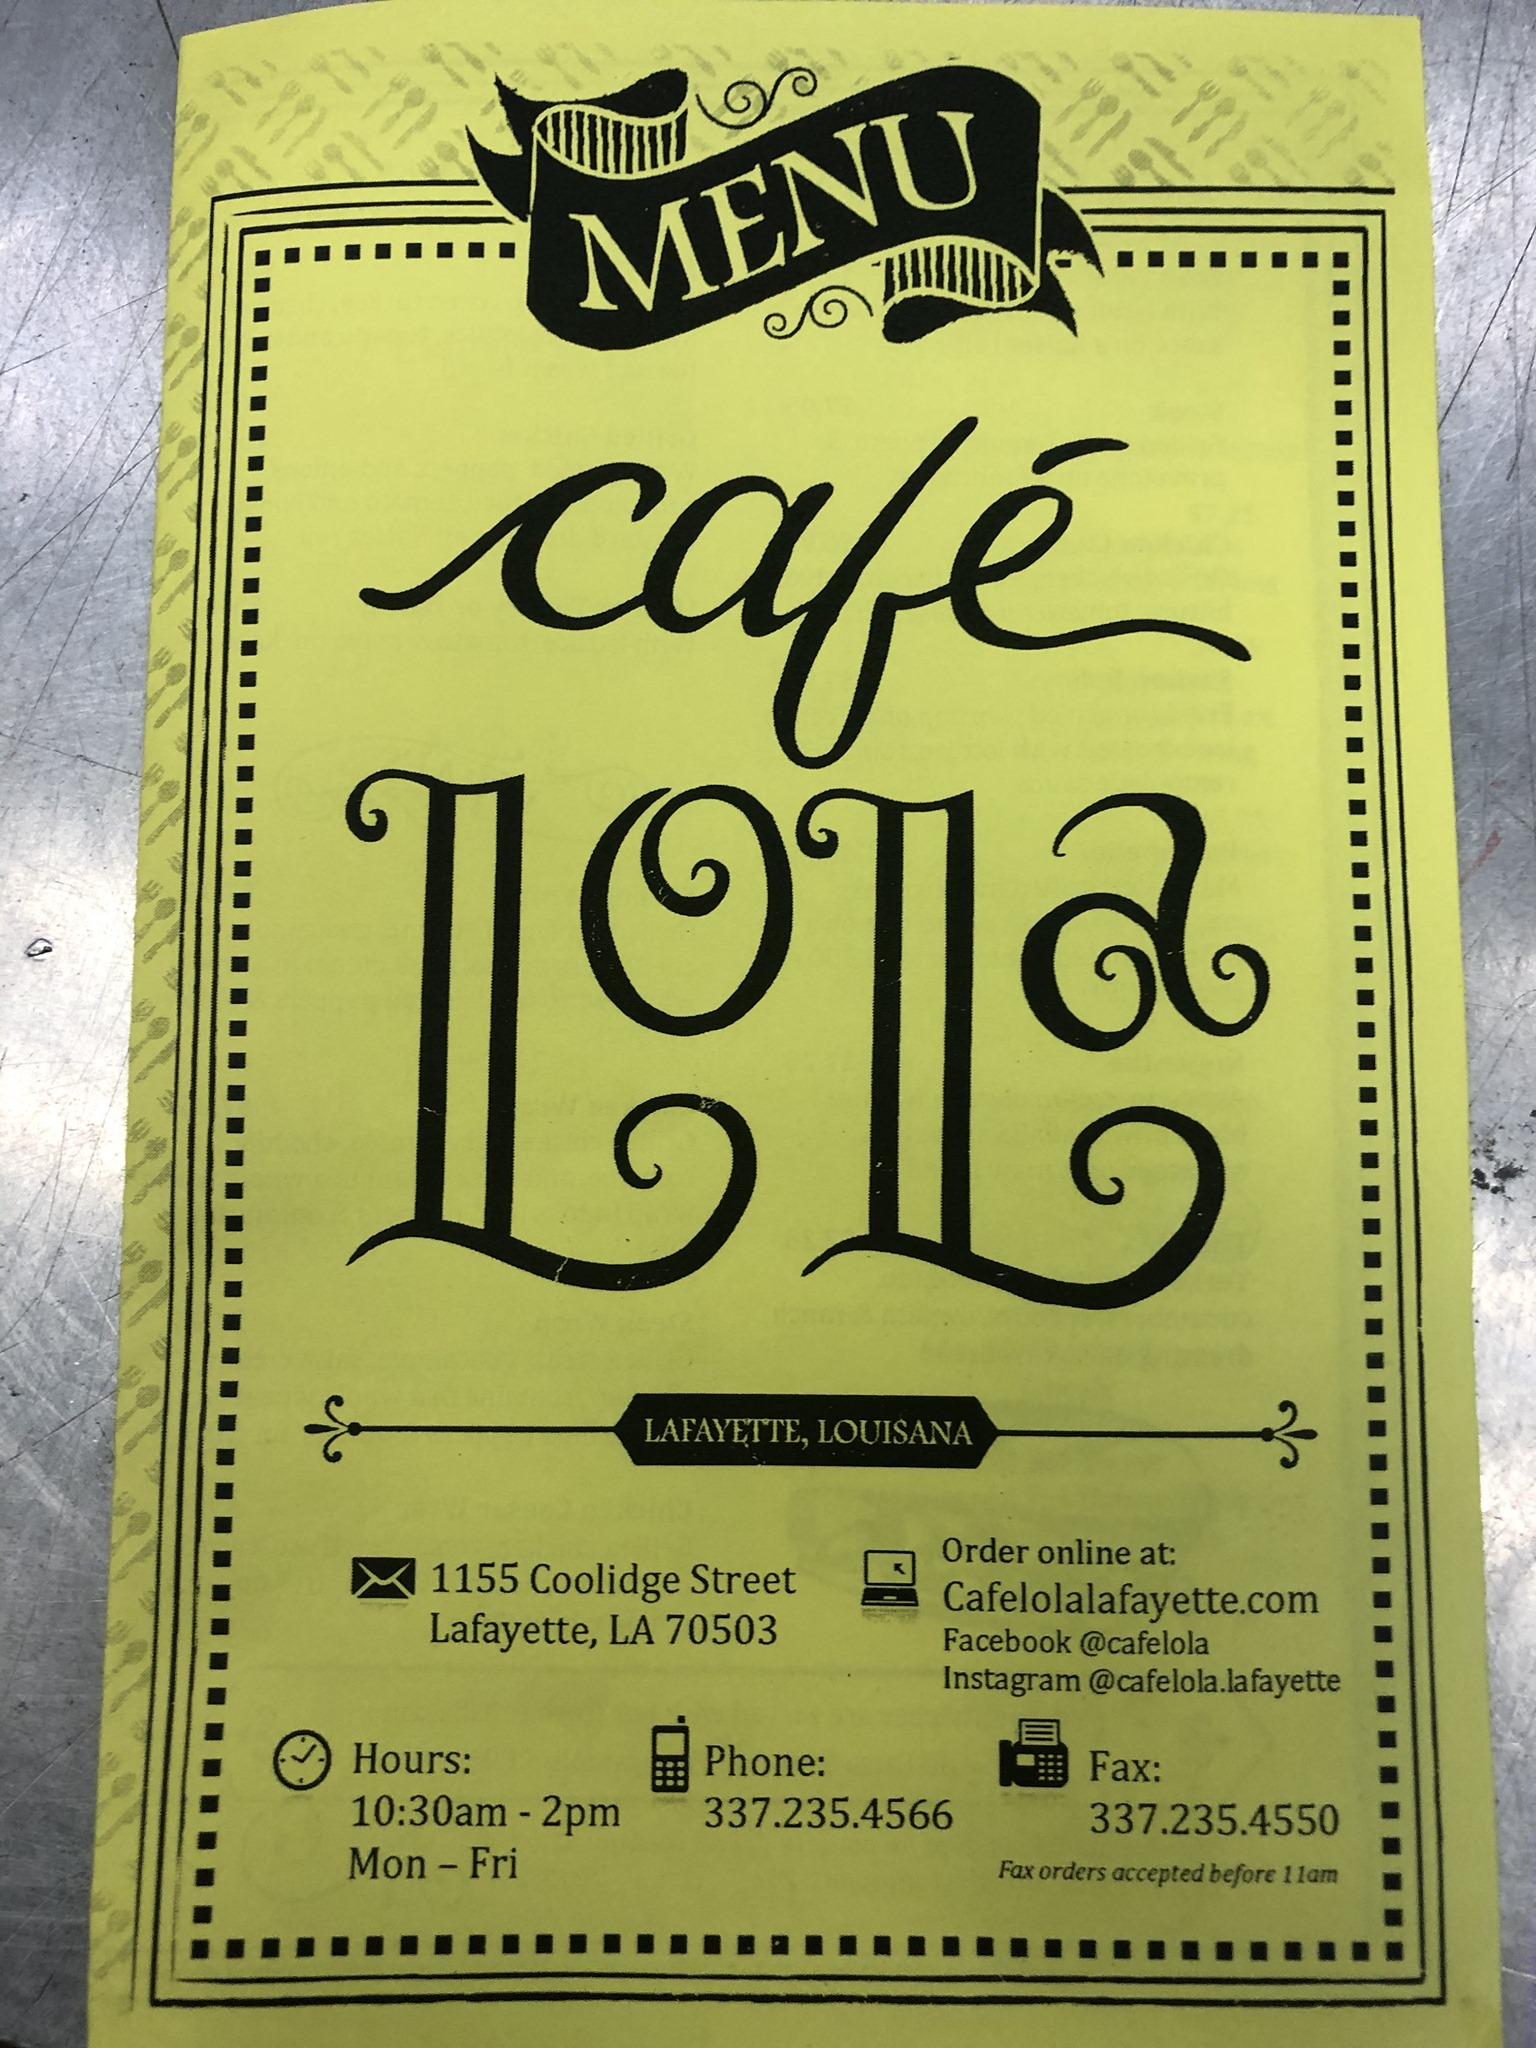 MENU
café
LOLa
LAFAYETTE, LOUISANA
1155 Coolidge Street
Lafayette, LA 70503
Order online at:
Cafelolalafayette.com
Facebook @cafelola
Instagram @cafelola.lafayette
Hours:
10:30am - 2pm
Mon – Fri
Phone:
337.235.4566
Fax:
337.235.4550
Fax orders accepted before 11am